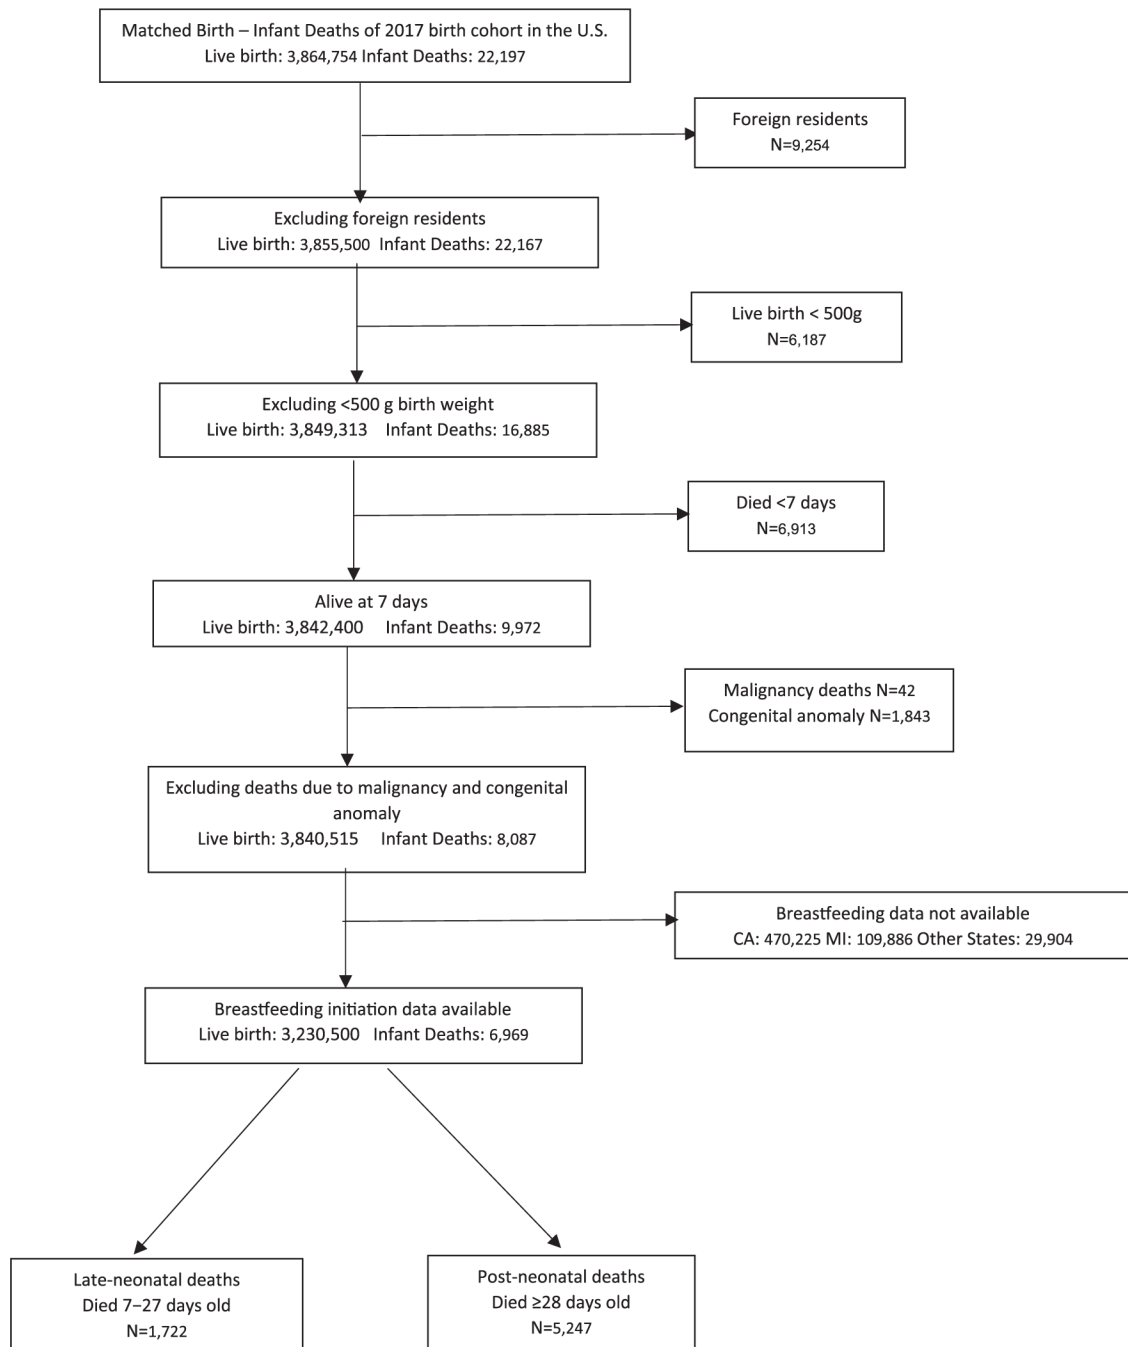 Matched Birth – Infant Deaths of 2017 birth cohort in the U.S.
Live birth: 3,864,754 Infant Deaths: 22,197
Foreign residents
N=9,254
Excluding foreign residents
Live birth: 3,855,500 Infant Deaths: 22,167
Live birth < 500g
N=6,187
Excluding <500 g birth weight
Live birth: 3,849,313 Infant Deaths: 16,885
Died <7 days
N=6,913
Alive at 7 days
Live birth: 3,842,400 Infant Deaths: 9,972
Malignancy deaths N=42
Congenital anomaly N=1,843
Excluding deaths due to malignancy and congenital
anomaly
Live birth: 3,840,515 Infant Deaths: 8,087
Breastfeeding data not available
CA: 470,225 MI: 109,886 Other States: 29,904
Breastfeeding initiation data available
Live birth: 3,230,500 Infant Deaths: 6,969
Late-neonatal deaths
Died 7–27 days old
N=1,722
Post-neonatal deaths
Died ≥28 days old
N=5,247